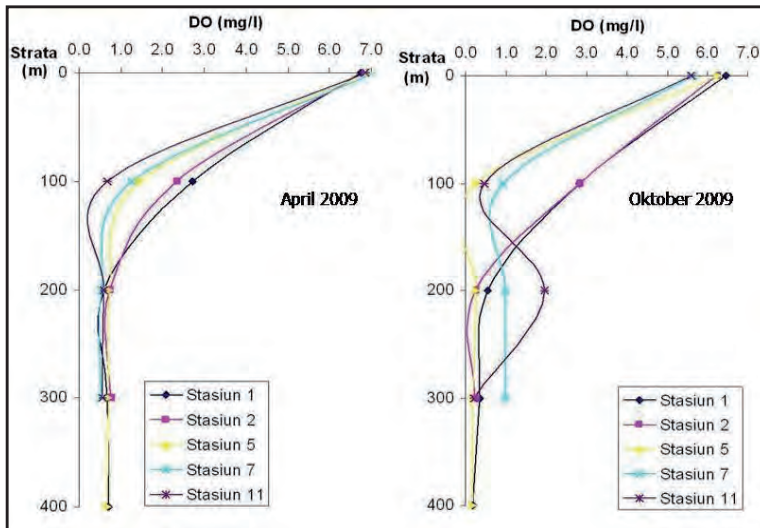 DO (mg/l)
Strata
(m)
0.0 1.0 2.0 3.0 4.0 5.0 6.0 7.0
0
100
200
300
400
April 2009
Stasiun 1
Stasiun 2
Stasiun 5
Stasiun 7
Stasiun 11
DO (mg/l)
Strata
(m)
0.0 1.0 2.0 3.0 4.0 5.0 6.0 7.0
0
100
200
300
400
Oktober 2009
Stasiun 1
Stasiun 2
Stasiun 5
Stasiun 7
Stasiun 11